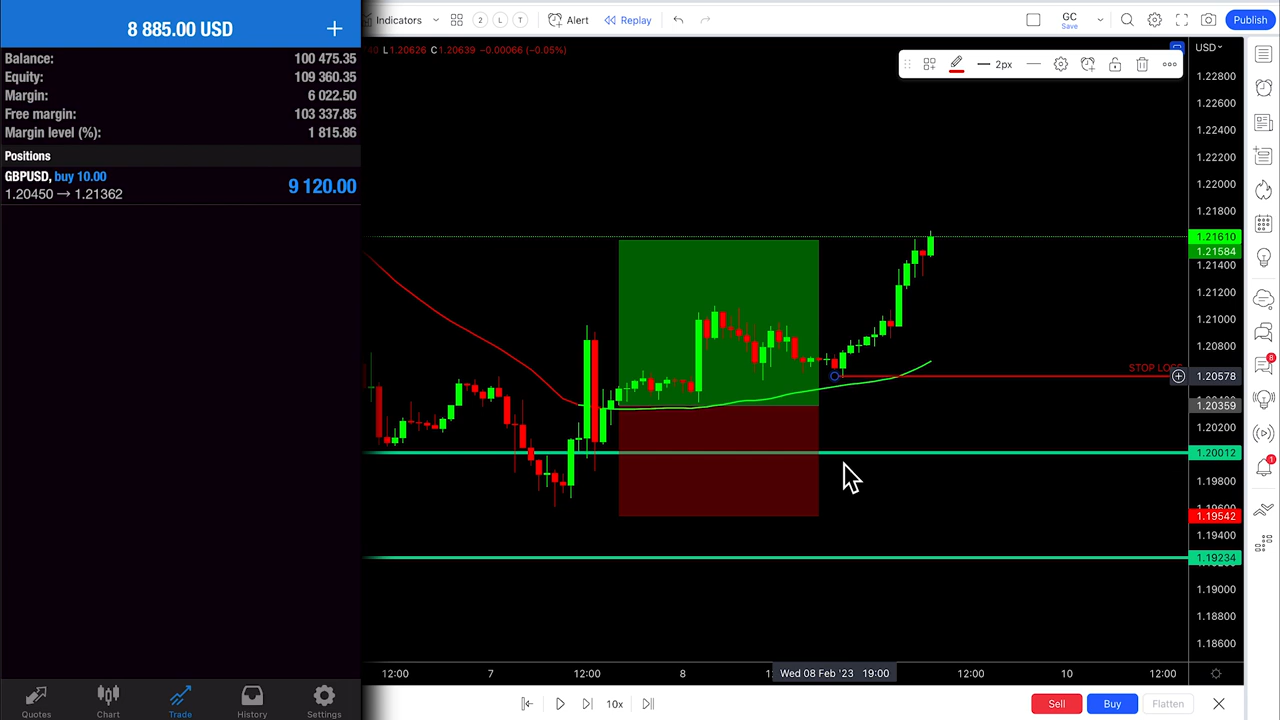 8 885.00 USD
Balance: 100 475.35
Equity: 109 360.35
Margin: 6 022.50
Free margin: 103 337.85
Margin level (%): 1 815.86
Positions
GBPUSD, buy 10.00
1.20450 → 1.21362
9 120.00
Quotes
Chart
Trade
History
Settings
Indicators
2
L
T
Alert
Replay
GC
Save
Publish
L1.20626 C1.20639 −0.00066 (−0.05%)
2px
USD
1.22800
1.22600
1.22400
1.22200
1.22000
1.21800
1.21610
1.21584
1.21400
1.21200
1.21000
1.20800
STOP LOSS
1.20578
1.20359
1.20200
1.20012
1.19800
1.19542
1.19400
1.19234
1.19000
1.18800
1.18600
12:00
7
12:00
8
Wed 08 Feb '23 19:00
12:00
10
12:00
10x
Sell
Buy
Flatten
8
1